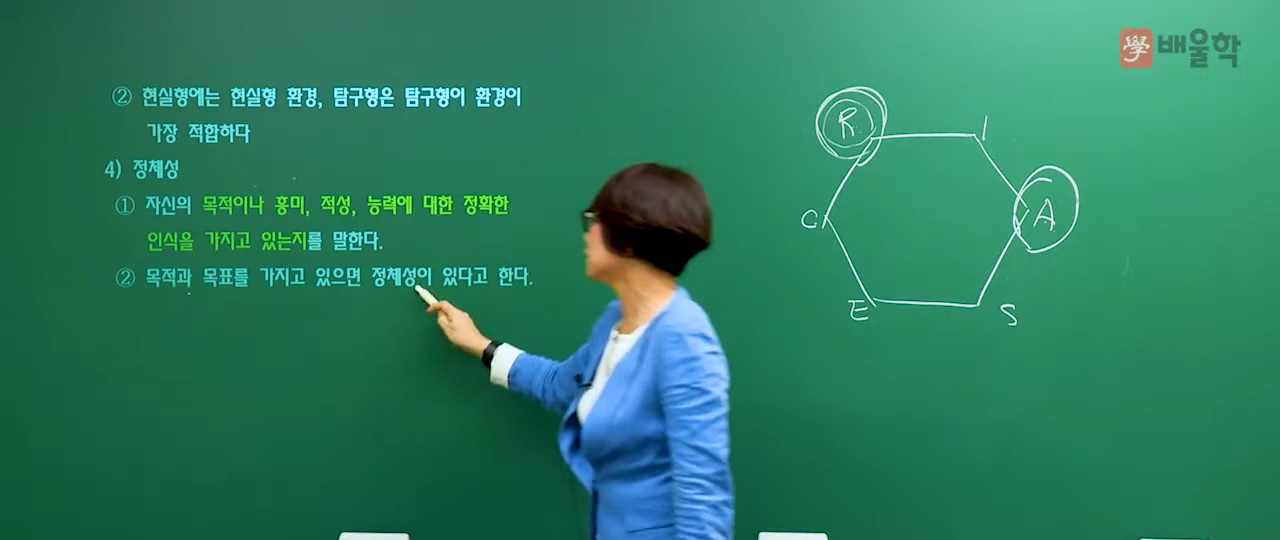 ② 현실형에는 현실형 환경, 탐구형은 탐구형이 환경이
가장 적합하다
4) 정체성
① 자신의 목적이나 흥미, 적성, 능력에 대한 정확한
인식을 가지고 있는지를 말한다.
② 목적과 목표를 가지고 있으면 정체성이 있다고 한다.
學 배울학
R
I
A
S
E
C